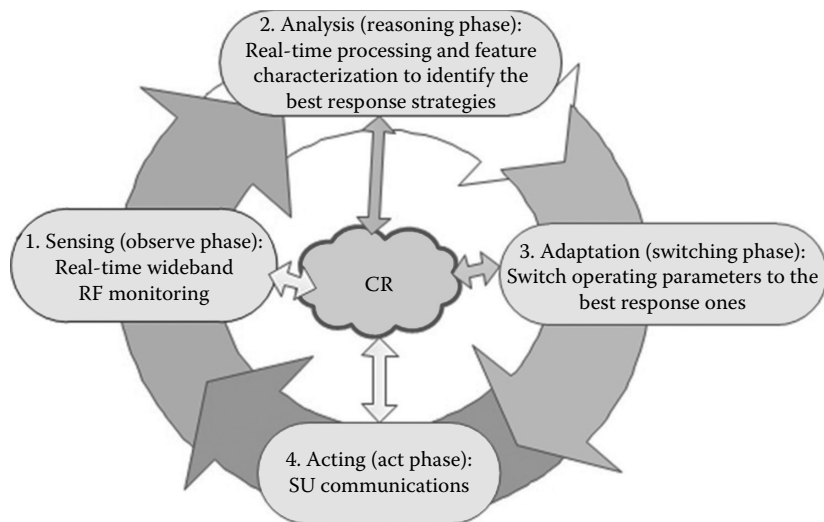 2. Analysis (reasoning phase):
Real-time processing and feature
characterization to identify the
best response strategies
1. Sensing (observe phase):
Real-time wideband
RF monitoring
CR
3. Adaptation (switching phase):
Switch operating parameters to the
best response ones
4. Acting (act phase):
SU communications